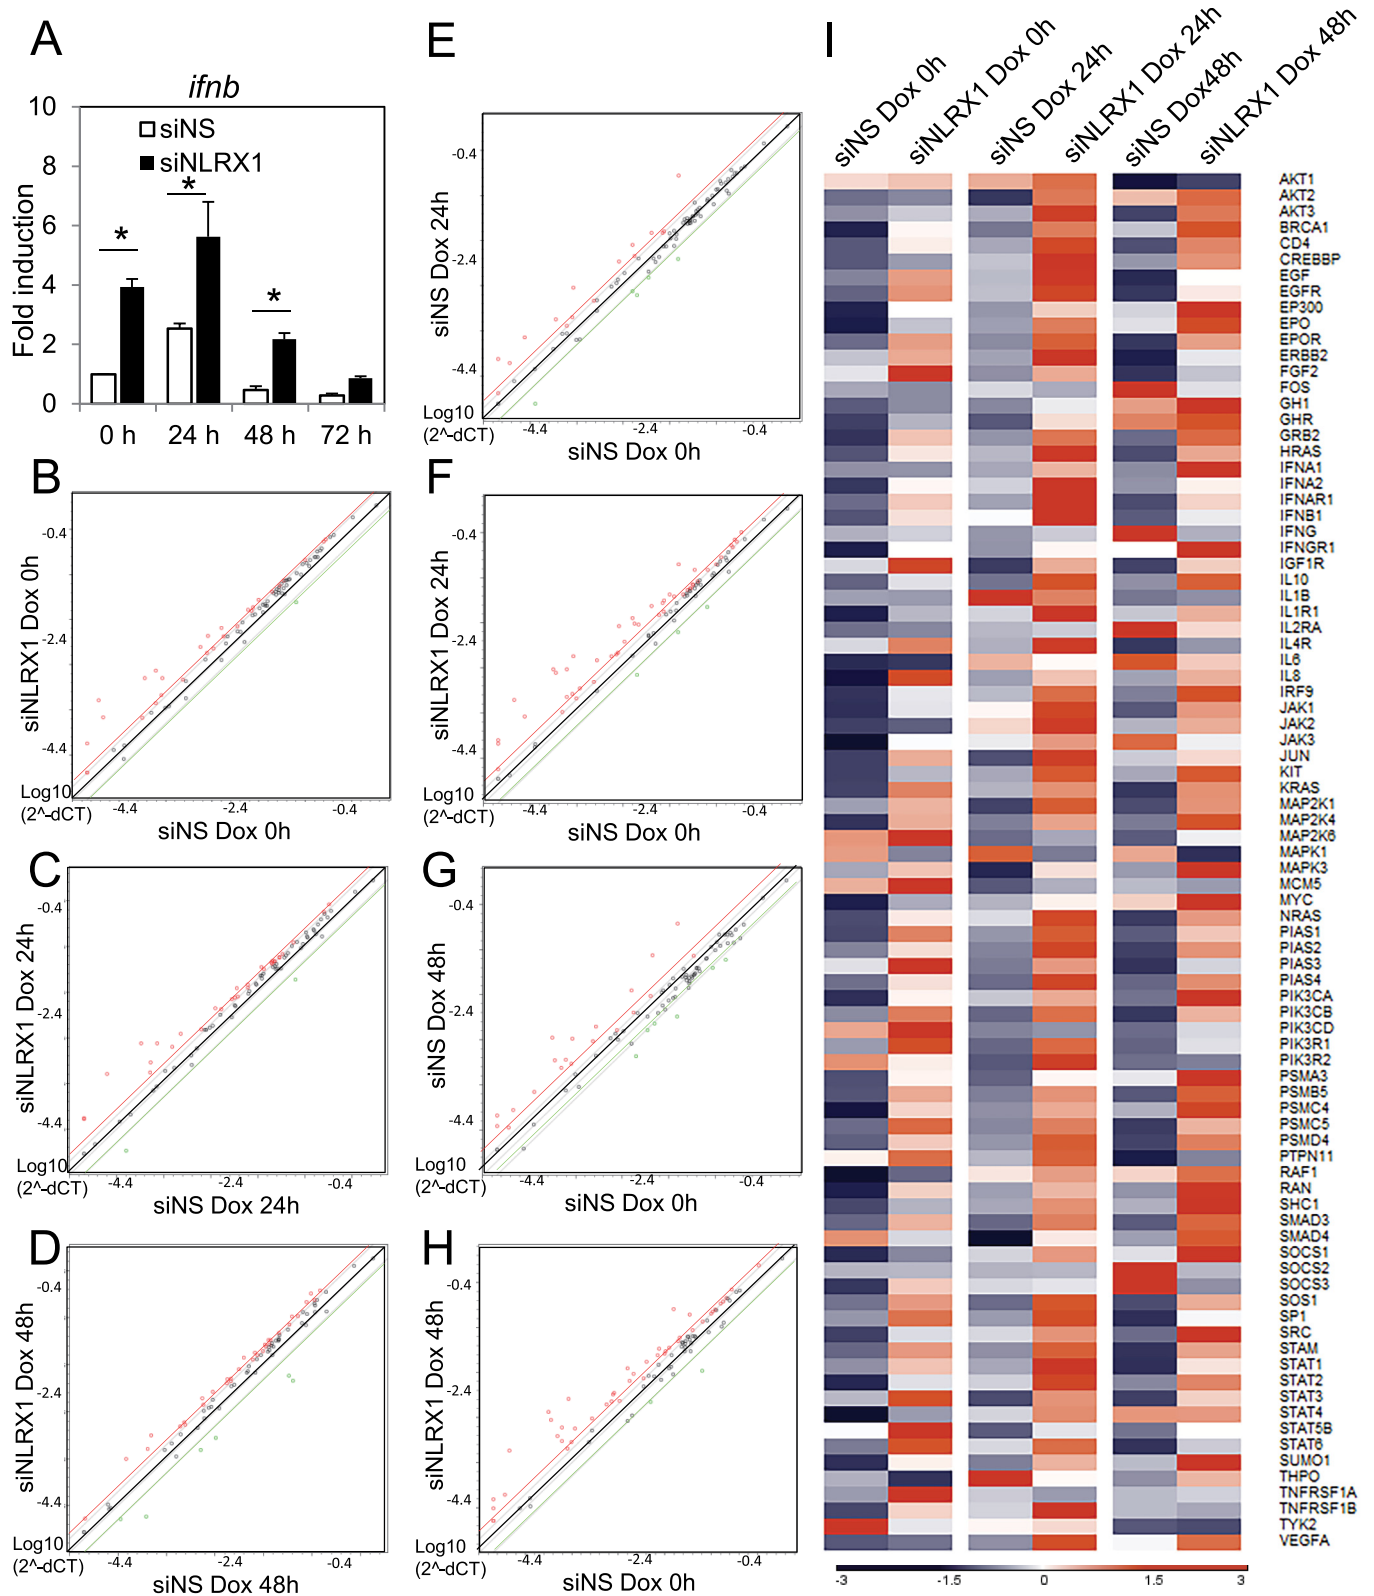 A
ifnb
10
8
6
4
2
0
Fold induction
siNS
siNLRX1
*
*
*
0 h
24 h
48 h
72 h
B
siNLRX1 Dox 0h
-0.4
-2.4
-4.4
Log10
(2^-dCT)
-4.4
-2.4
-0.4
siNS Dox 0h
C
siNLRX1 Dox 24h
-0.4
-2.4
-4.4
Log10
(2^-dCT)
-4.4
-2.4
-0.4
siNS Dox 24h
D
siNLRX1 Dox 48h
-0.4
-2.4
-4.4
Log10
(2^-dCT)
-4.4
-2.4
-0.4
siNS Dox 48h
E
siNS Dox 24h
-0.4
-2.4
-4.4
Log10
(2^-dCT)
-4.4
-2.4
-0.4
siNS Dox 0h
F
siNLRX1 Dox 24h
-0.4
-2.4
-4.4
Log10
(2^-dCT)
-4.4
-2.4
-0.4
siNS Dox 0h
G
siNS Dox 48h
-0.4
-2.4
-4.4
Log10
(2^-dCT)
-4.4
-2.4
-0.4
siNS Dox 0h
H
siNLRX1 Dox 48h
-0.4
-2.4
-4.4
Log10
(2^-dCT)
-4.4
-2.4
-0.4
siNS Dox 0h
I
siNS Dox 0h
siNLRX1 Dox 0h
siNS Dox 24h
siNLRX1 Dox 24h
siNS Dox48h
siNLRX1 Dox 48h
AKT1
AKT2
AKT3
BRCA1
CD4
CREBBP
EGF
EGFR
EP300
EPO
EPOR
ERBB2
FGF2
FOS
GH1
GHR
GRB2
HRAS
IFNA1
IFNA2
IFNAR1
IFNB1
IFNG
IFNGR1
IGF1R
IL10
IL1B
IL1R1
IL2RA
IL4R
IL6
IL8
IRF9
JAK1
JAK2
JAK3
JUN
KIT
KRAS
MAP2K1
MAP2K4
MAP2K6
MAPK1
MAPK3
MCM5
MYC
NRAS
PIAS1
PIAS2
PIAS3
PIAS4
PIK3CA
PIK3CB
PIK3CD
PIK3R1
PIK3R2
PSMA3
PSMB5
PSMC4
PSMC5
PSMD4
PTPN11
RAF1
RAN
SHC1
SMAD3
SMAD4
SOCS1
SOCS2
SOCS3
SOS1
SP1
SRC
STAM
STAT1
STAT2
STAT3
STAT4
STAT5B
STAT6
SUMO1
THPO
TNFRSF1A
TNFRSF1B
TYK2
VEGFA
-3
-1.5
0
1.5
3